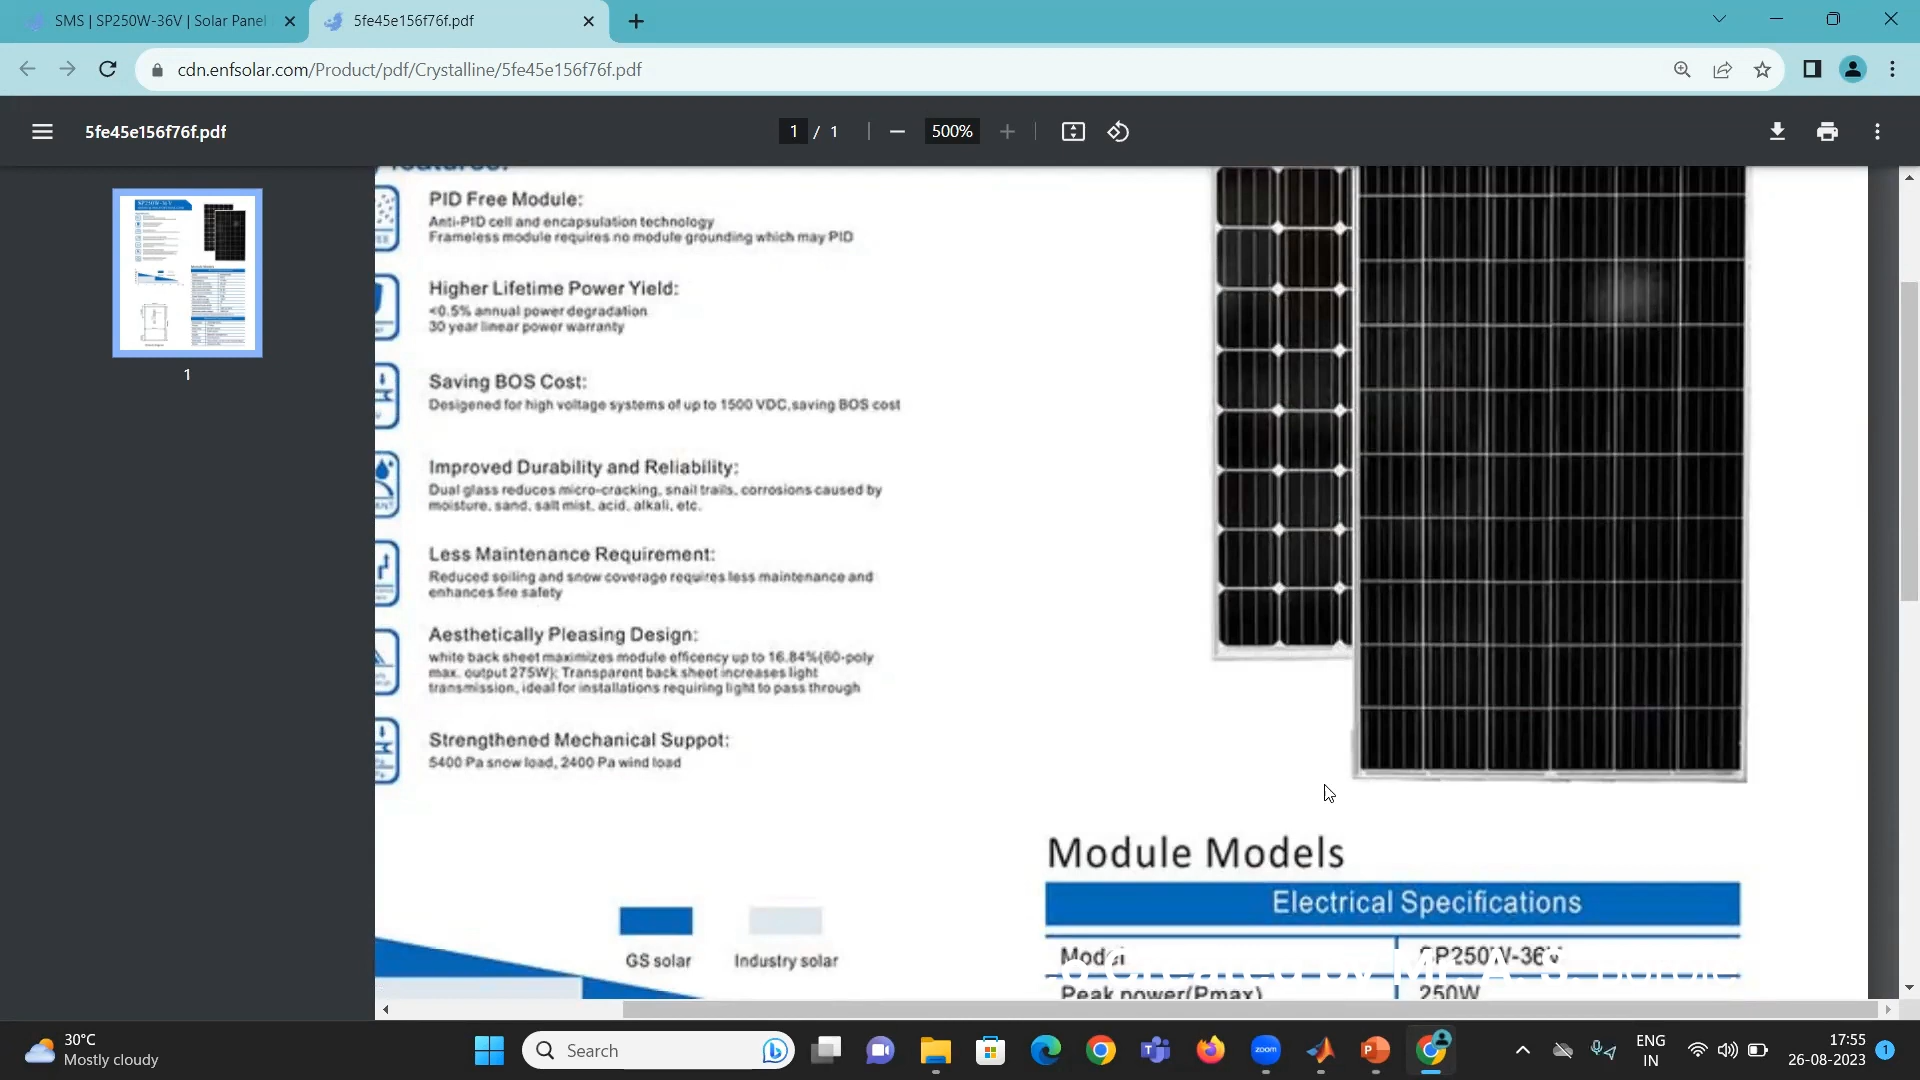 SMS | SP250W-36V | Solar Panel
5fe45e156f76f.pdf
cdn.enfsolar.com/Product/pdf/Crystalline/5fe45e156f76f.pdf
5fe45e156f76f.pdf
1 / 1
500%
PID Free Module:
Anti-PID cell and encapsulation technology
Frameless module requires no module grounding which may PID
Higher Lifetime Power Yield:
<0.5% annual power degradation
30 year linear power warranty
Saving BOS Cost:
Desigened for high voltage systems of up to 1500 VDC,saving BOS cost
Improved Durability and Reliability:
Dual glass reduces micro-cracking, snail trails, corrosions caused by
moisture, sand, salt mist, acid, alkali, etc.
Less Maintenance Requirement:
Reduced soiling and snow coverage requires less maintenance and
enhances fire safety
Aesthetically Pleasing Design:
white back sheet maximizes module efficency up to 16.84%(60-poly
max. output 275W); Transparent back sheet increases light
transmission, ideal for installations requiring light to pass through
Strengthened Mechanical Suppot:
5400 Pa snow load, 2400 Pa wind load
1
GS solar
Industry solar
Module Models
Electrical Specifications
Model
SP250W-36V
Peak power(Pmax)
250W
30°C
Mostly cloudy
Search
zoom
ENG
IN
17:55
26-08-2023
1